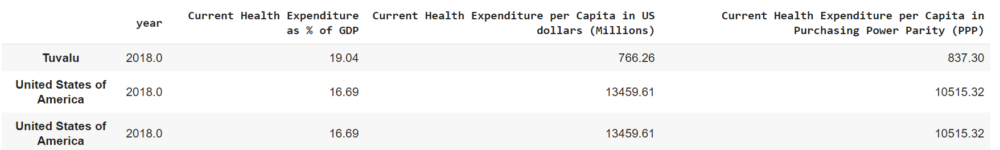 year Current Health Expenditure as % of GDP Current Health Expenditure per Capita in US dollars (Millions) Current Health Expenditure per Capita in Purchasing Power Parity (PPP)
Tuvalu 2018.0 19.04 766.26 837.30
United States of America 2018.0 16.69 13459.61 10515.32
United States of America 2018.0 16.69 13459.61 10515.32